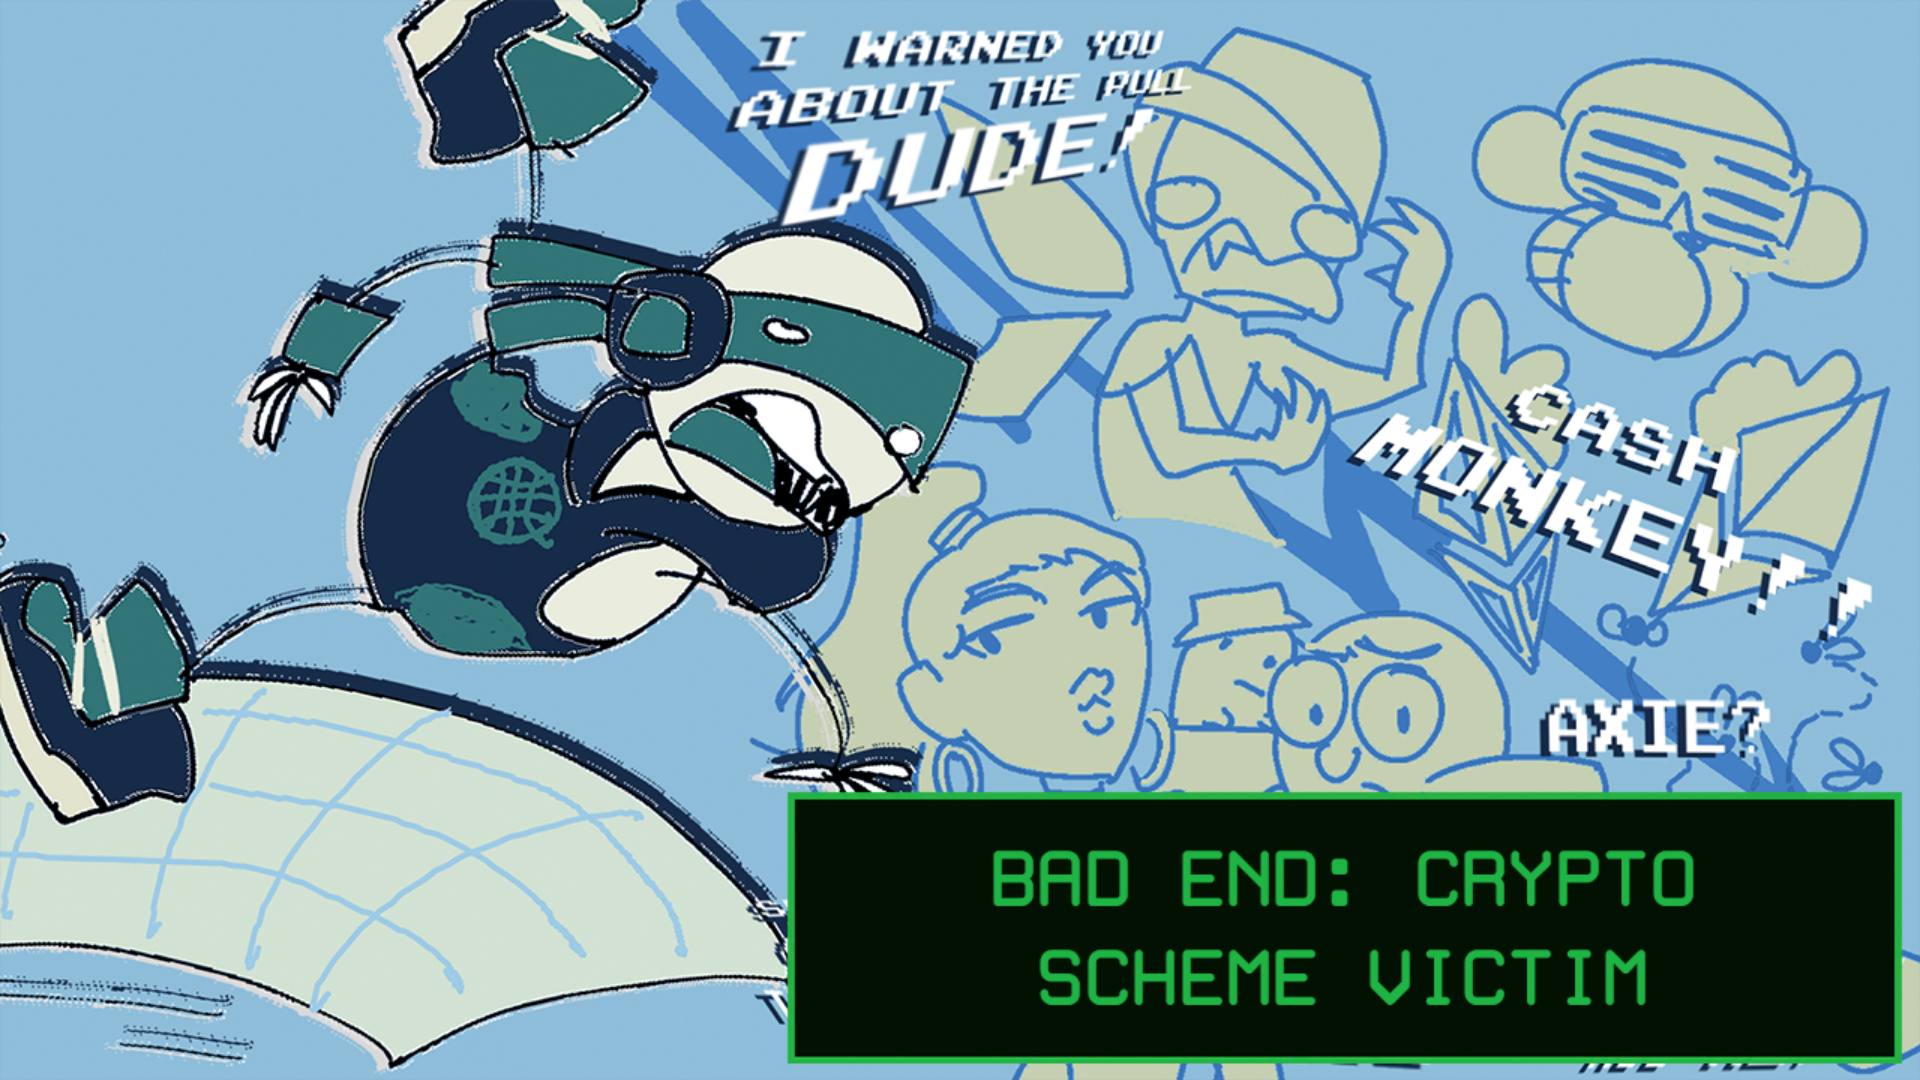 I WARNED YOU
ABOUT THE PULL
DUDE!
CASH
MONKEY!!
AXIE?
BAD END: CRYPTO
SCHEME VICTIM